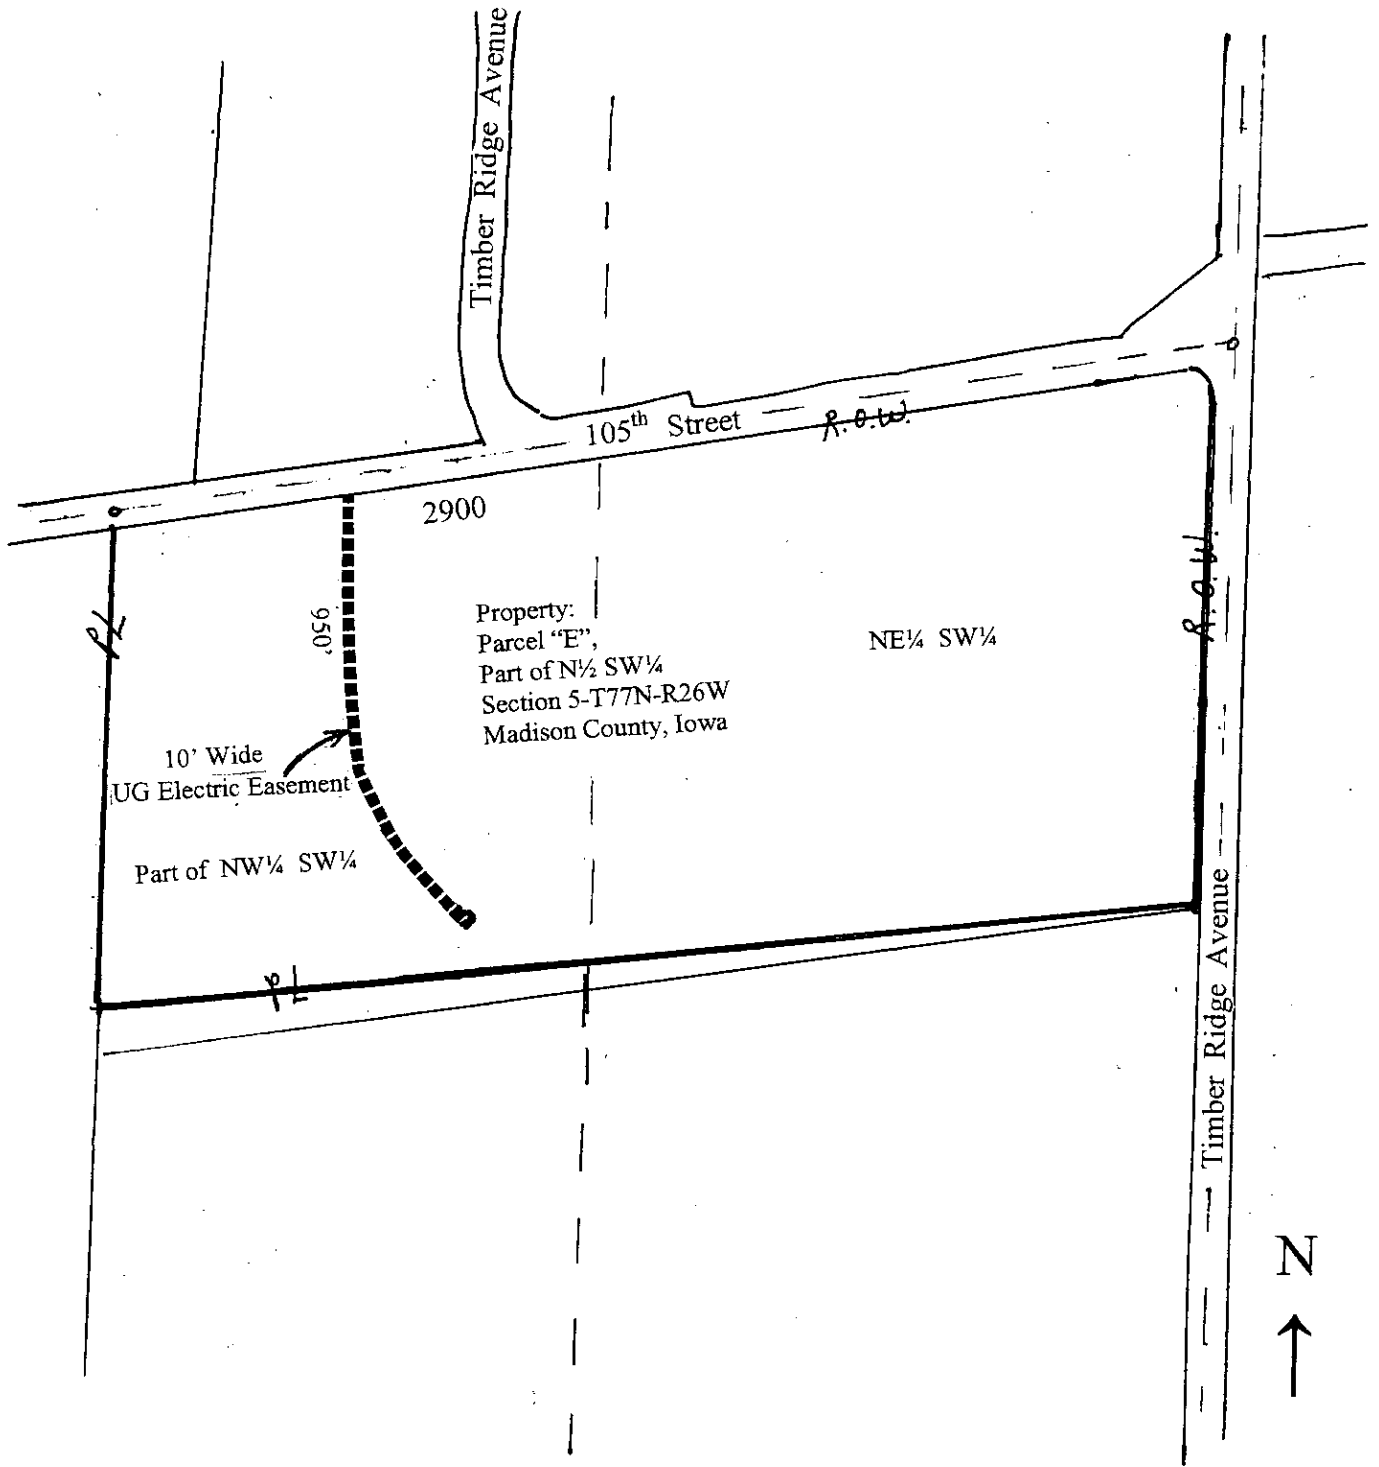 Timber Ridge Avenue
105th Street
R.O.W.
2900
R.O.W.
PL
950'
Property:
Parcel “E”,
Part of N½ SW¼
Section 5-T77N-R26W
Madison County, Iowa
NE¼ SW¼
10’ Wide
UG Electric Easement
Part of NW¼ SW¼
PL
Timber Ridge Avenue
N